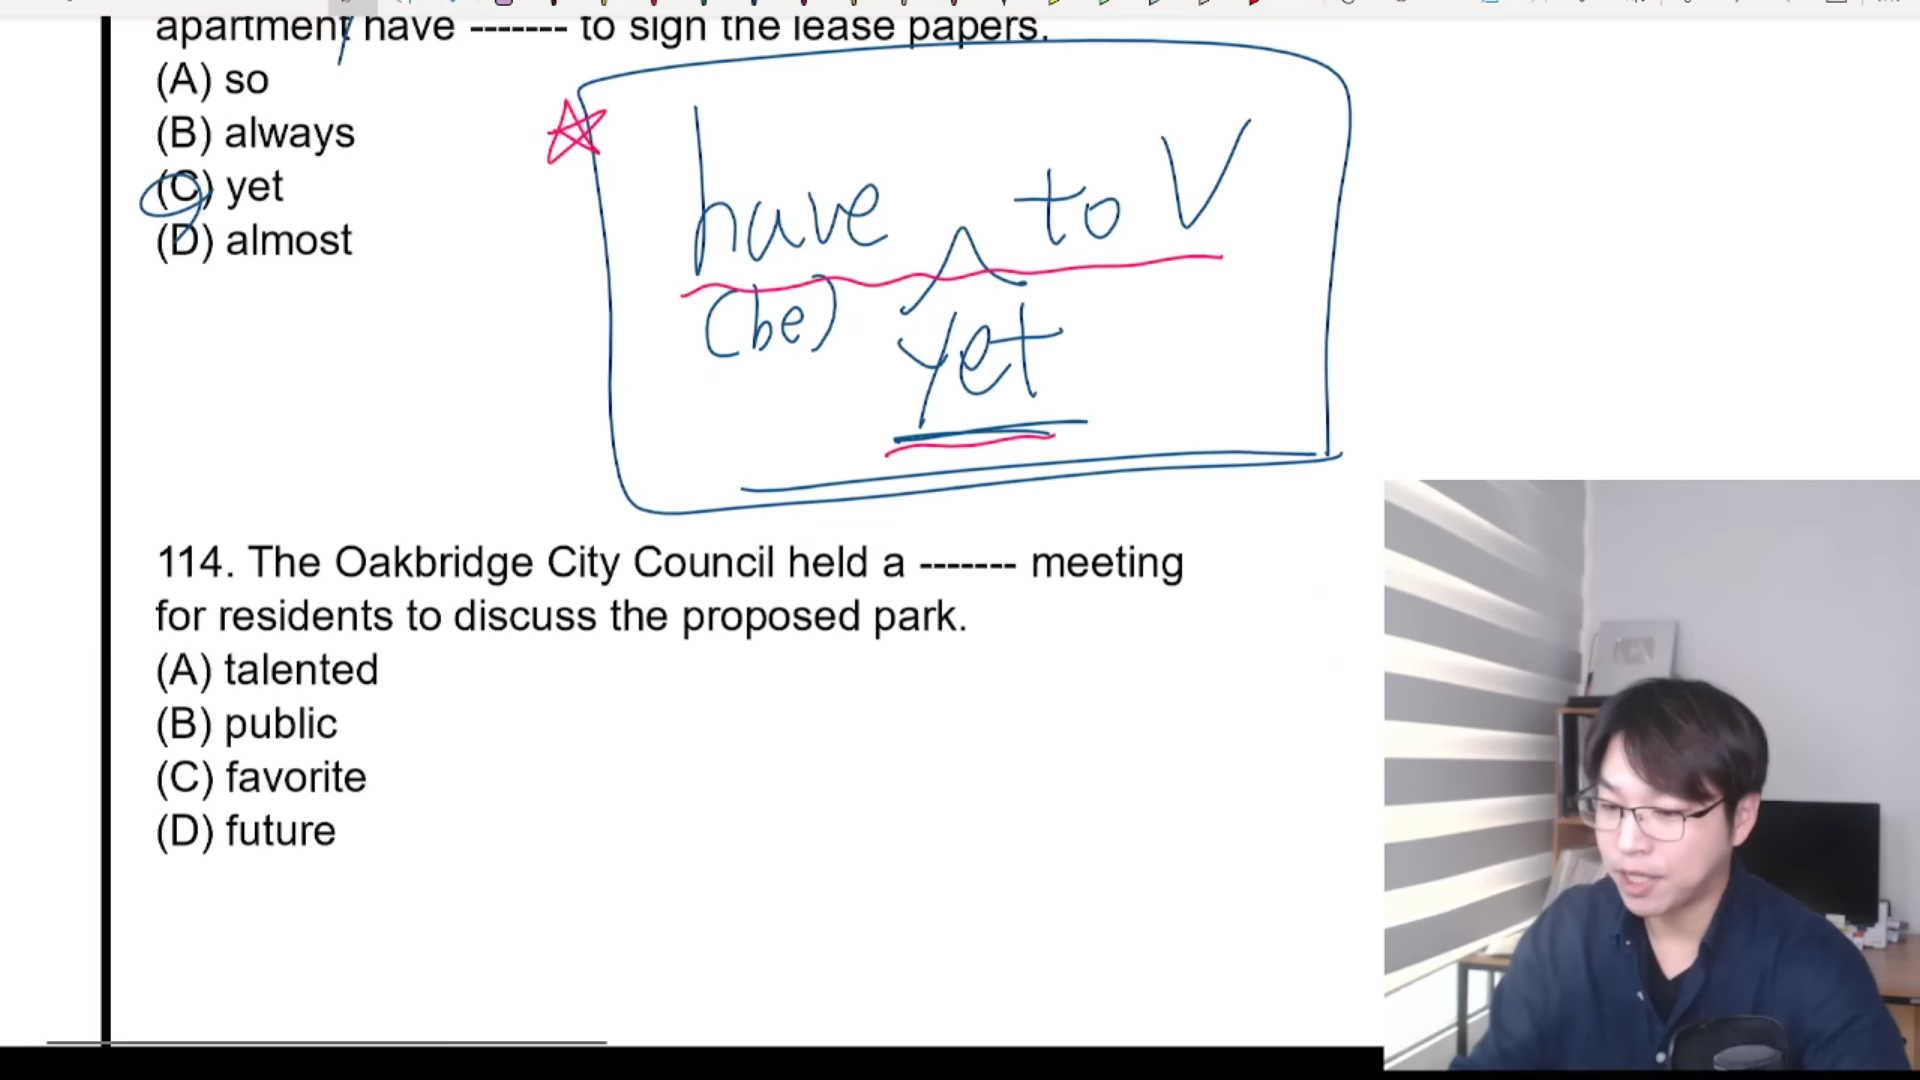 apartment have ------- to sign the lease papers.
(A) so
(B) always
(C) yet
(D) almost
have to V
(be)
yet
114. The Oakbridge City Council held a ------- meeting
for residents to discuss the proposed park.
(A) talented
(B) public
(C) favorite
(D) future